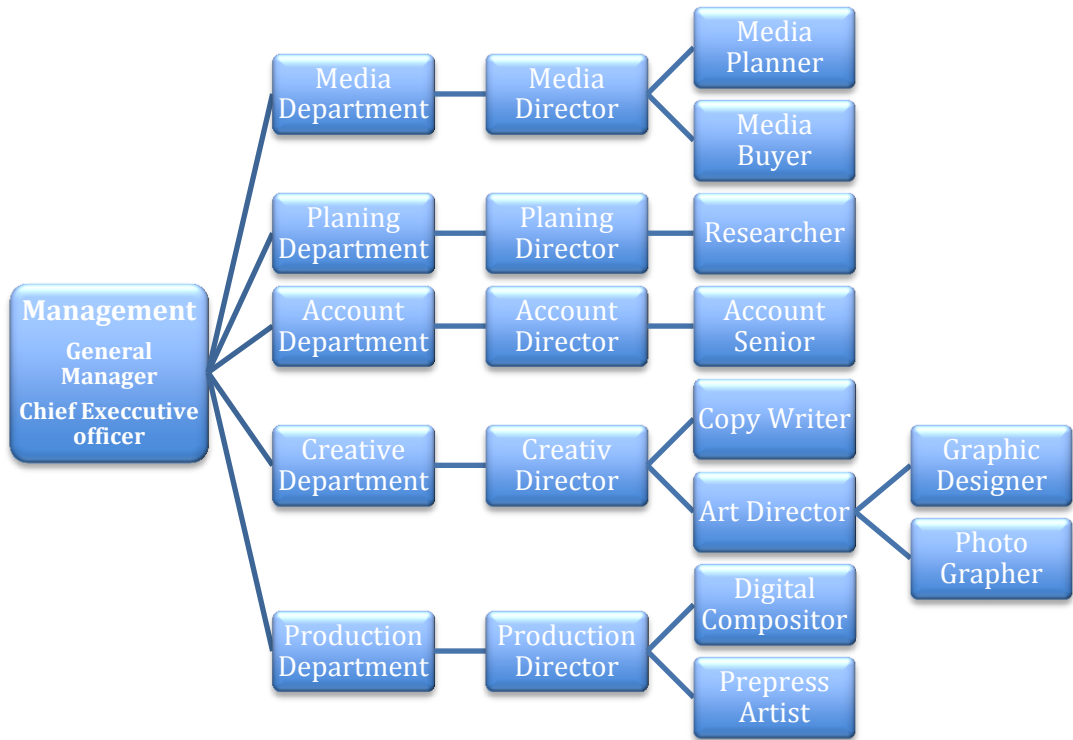 Media
Planner
Media
Department
Media
Director
Media
Buyer
Planing
Department
Planing
Director
Researcher
Management
General
Manager
Chief Execcutive
officer
Account
Department
Account
Director
Account
Senior
Copy Writer
Creative
Department
Creativ
Director
Art Director
Graphic
Designer
Photo
Grapher
Digital
Compositor
Production
Department
Production
Director
Prepress
Artist